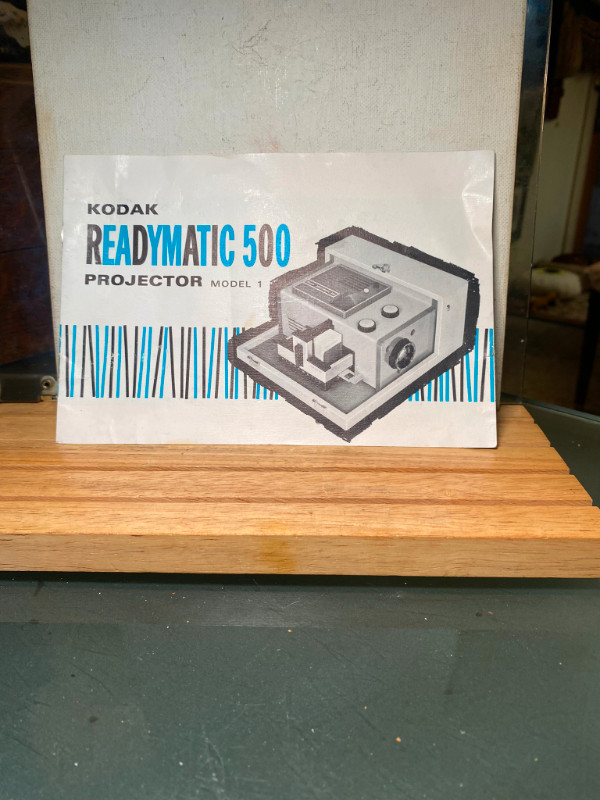 KODAK
READYMATIC 500
PROJECTOR MODEL 1